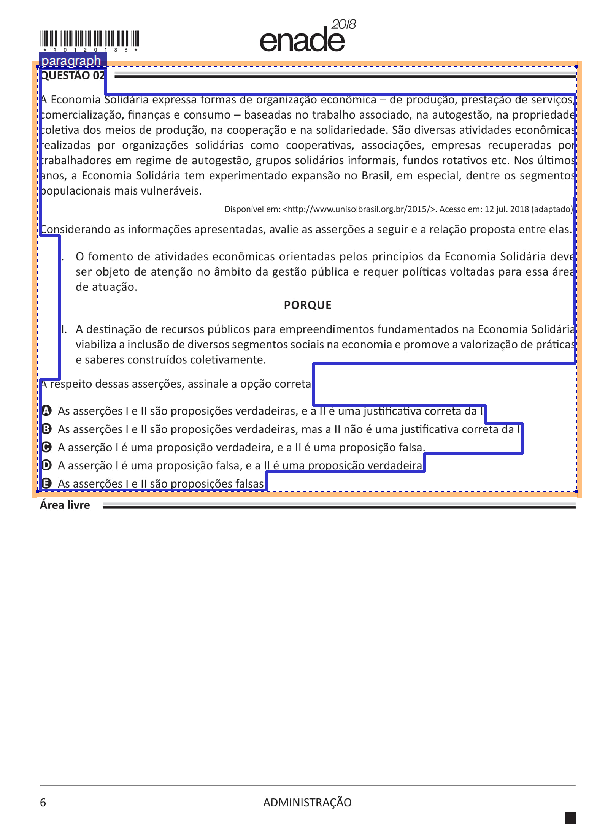 enade 2018
* R 0 1 2 0 1 8 6 *
paragraph
QUESTÃO 02
A Economia Solidária expressa formas de organização econômica – de produção, prestação de serviços,
comercialização, finanças e consumo – baseadas no trabalho associado, na autogestão, na propriedade
coletiva dos meios de produção, na cooperação e na solidariedade. São diversas atividades econômicas
realizadas por organizações solidárias como cooperativas, associações, empresas recuperadas por
trabalhadores em regime de autogestão, grupos solidários informais, fundos rotativos etc. Nos últimos
anos, a Economia Solidária tem experimentado expansão no Brasil, em especial, dentre os segmentos
populacionais mais vulneráveis.
Disponível em: <http://www.unisolbrasil.org.br/2015/>. Acesso em: 12 jul. 2018 (adaptado).
Considerando as informações apresentadas, avalie as asserções a seguir e a relação proposta entre elas.
I. O fomento de atividades econômicas orientadas pelos princípios da Economia Solidária deve
ser objeto de atenção no âmbito da gestão pública e requer políticas voltadas para essa área
de atuação.
PORQUE
II. A destinação de recursos públicos para empreendimentos fundamentados na Economia Solidária
viabiliza a inclusão de diversos segmentos sociais na economia e promove a valorização de práticas
e saberes construídos coletivamente.
A respeito dessas asserções, assinale a opção correta.
A As asserções I e II são proposições verdadeiras, e a II é uma justificativa correta da I.
B As asserções I e II são proposições verdadeiras, mas a II não é uma justificativa correta da I.
C A asserção I é uma proposição verdadeira, e a II é uma proposição falsa.
D A asserção I é uma proposição falsa, e a II é uma proposição verdadeira.
E As asserções I e II são proposições falsas.
Área livre
6 ADMINISTRAÇÃO